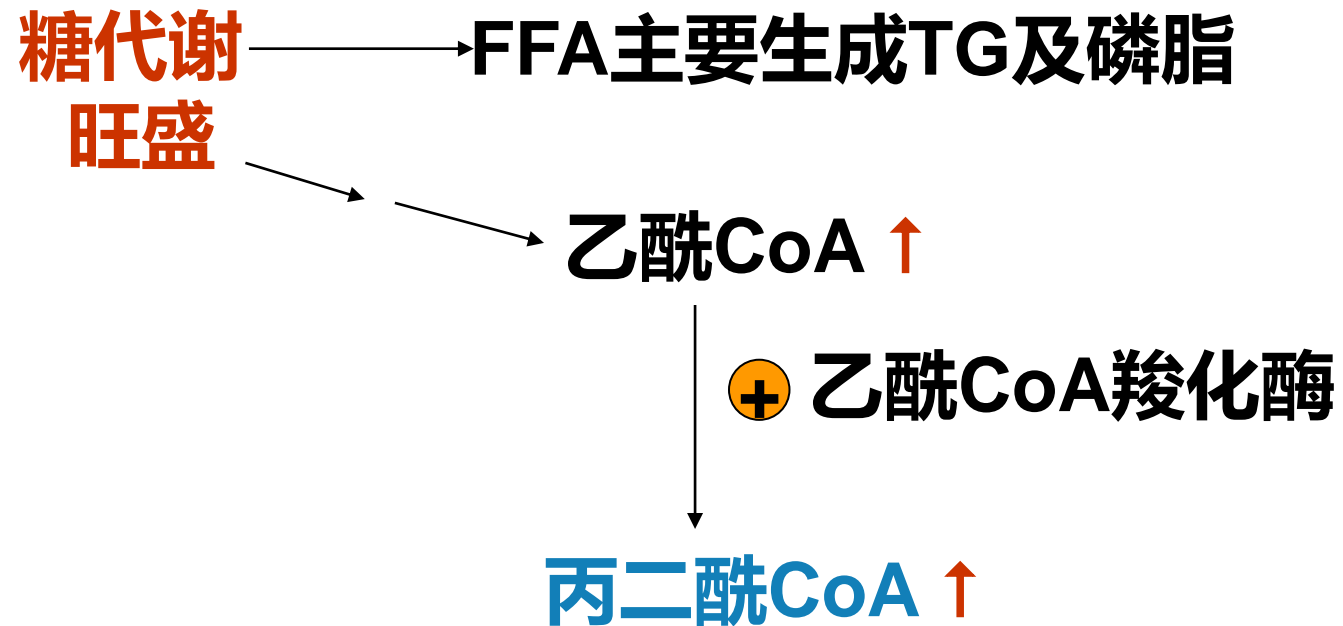 糖代谢
旺盛
FFA主要生成TG及磷脂
乙酰CoA ↑
+ 乙酰CoA羧化酶
丙二酰CoA ↑